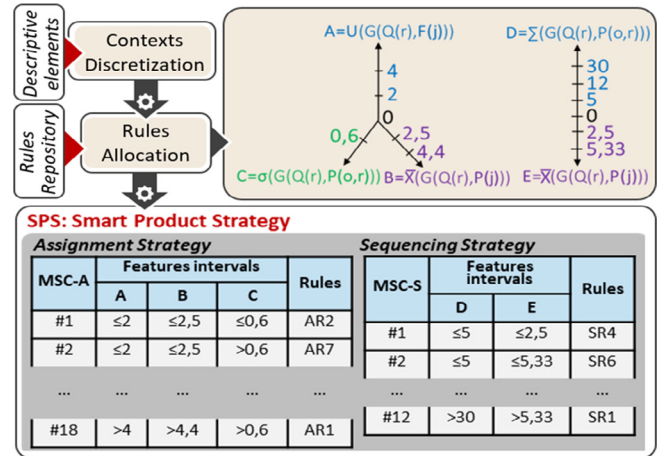 Descriptive
elements
Contexts
Discretization
Rules
Repository
Rules
Allocation
A=U(G(Q(r),F(j)))
4
2
0
0,6
2,5
4,4
C=σ(G(Q(r),P(o,r)))
B=X̅(G(Q(r),P(j)))
D=∑(G(Q(r),P(o,r)))
30
12
5
0
2,5
5,33
E=X̅(G(Q(r),P(j)))
SPS: Smart Product Strategy
Assignment Strategy
MSC-A Features intervals Rules
A B C
#1 ≤2 ≤2,5 ≤0,6 AR2
#2 ≤2 ≤2,5 >0,6 AR7
... ... ... ... ...
#18 >4 >4,4 >0,6 AR1
Sequencing Strategy
MSC-S Features intervals Rules
D E
#1 ≤5 ≤2,5 SR4
#2 ≤5 ≤5,33 SR6
... ... ... ...
#12 >30 >5,33 SR1